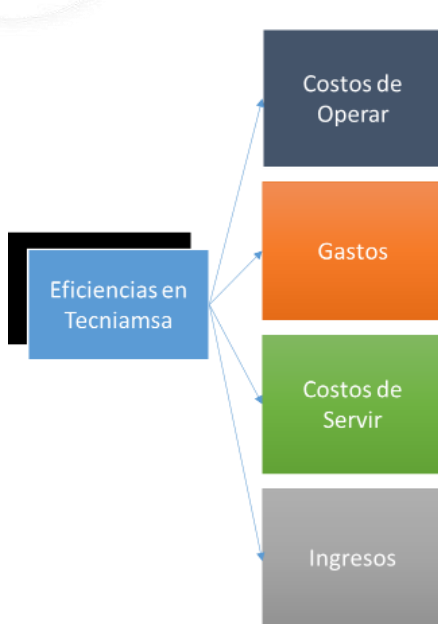 Costos de
Operar
Gastos
Eficiencias en
Tecniamsa
Costos de
Servir
Ingresos